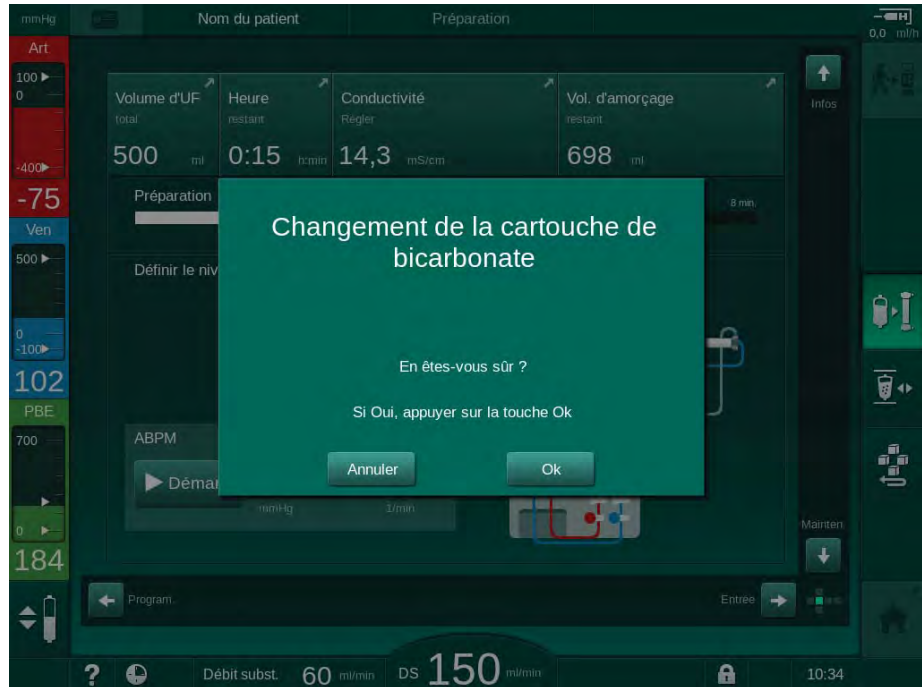 mmHg
Nom du patient
Préparation
0,0 ml/h
Art
100
0
-400
-75
Ven
500
0
-100
102
PBE
700
0
184
Infos
Volume d'UF
total
500 ml
Heure
restant
0:15 h:min
Conductivité
Régler
14,3 mS/cm
Vol. d'amorçage
restant
698 ml
Préparation
8 min.
Définir le niv
Changement de la cartouche de
bicarbonate
En êtes-vous sûr ?
Si Oui, appuyer sur la touche Ok
Annuler
Ok
ABPM
Démar
mmHg
1/min
Mainten.
Program.
Entrée
?
Débit subst.
60 ml/min
DS 150 ml/min
10:34